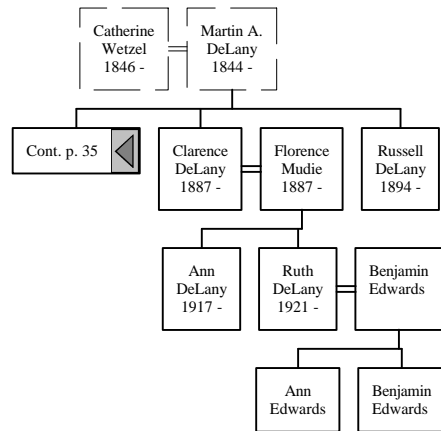 Catherine
Wetzel
1846 -
Martin A.
DeLany
1844 -
Cont. p. 35
Clarence
DeLany
1887 -
Florence
Mudie
1887 -
Russell
DeLany
1894 -
Ann
DeLany
1917 -
Ruth
DeLany
1921 -
Benjamin
Edwards
Ann
Edwards
Benjamin
Edwards